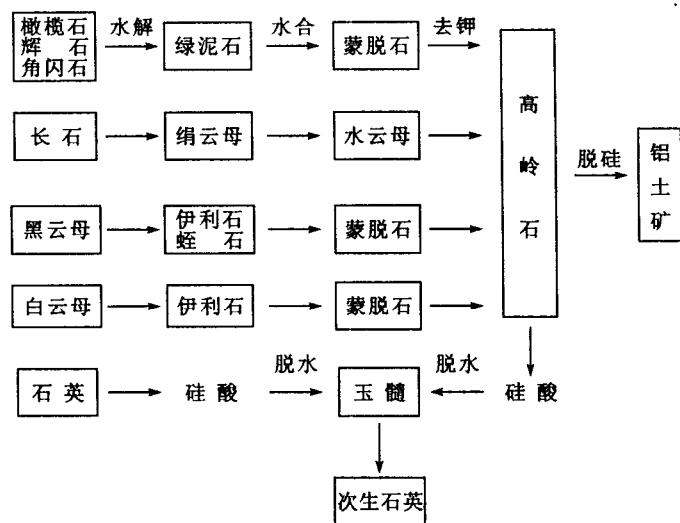 橄榄石
辉石
角闪石
水解
绿泥石
水合
蒙脱石
去钾
高岭石
脱硅
铝土矿
长石
绢云母
水云母
黑云母
伊利石
蛭石
蒙脱石
白云母
伊利石
蒙脱石
石英
硅酸
脱水
玉髓
脱水
硅酸
次生石英